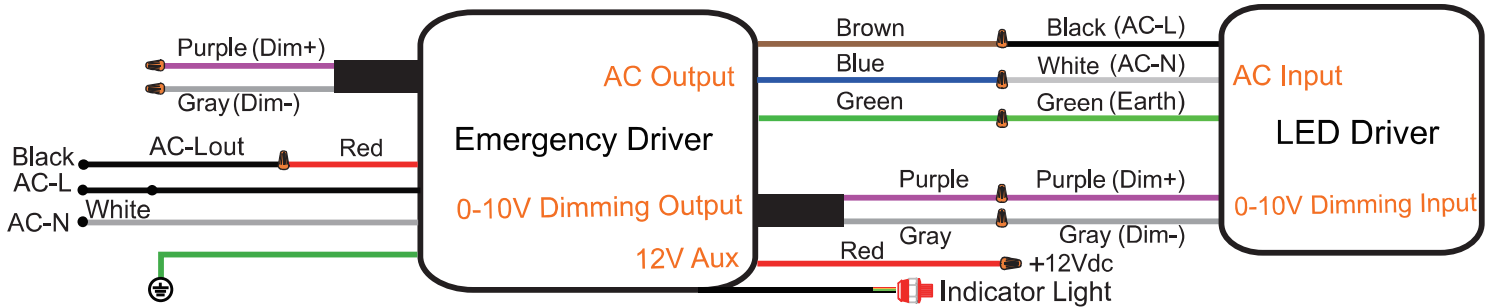 Purple (Dim+)
Gray (Dim-)
Black
AC-Lout
Red
AC-L
AC-N
White
AC Output
Emergency Driver
0-10V Dimming Output
12V Aux
Brown
Black (AC-L)
Blue
White (AC-N)
Green
Green (Earth)
Purple
Purple (Dim+)
Gray
Gray (Dim-)
Red
+12Vdc
Indicator Light
AC Input
LED Driver
0-10V Dimming Input